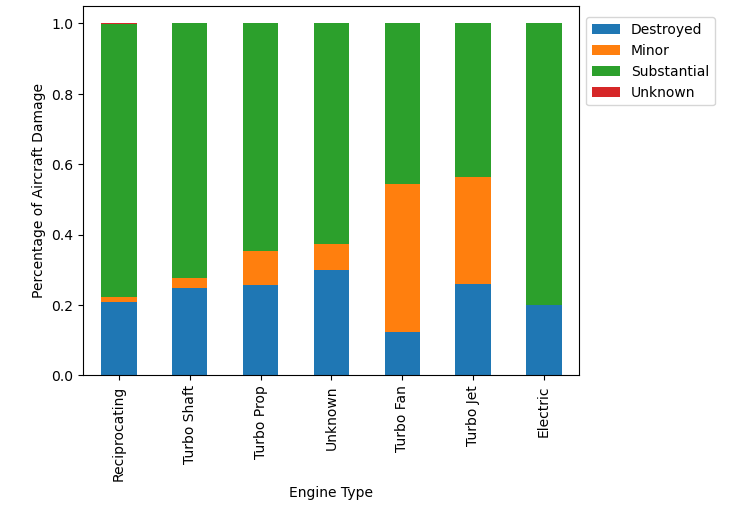 1.0
0.8
0.6
0.4
0.2
0.0
Percentage of Aircraft Damage
Reciprocating
Turbo Shaft
Turbo Prop
Unknown
Turbo Fan
Turbo Jet
Electric
Engine Type
Destroyed
Minor
Substantial
Unknown